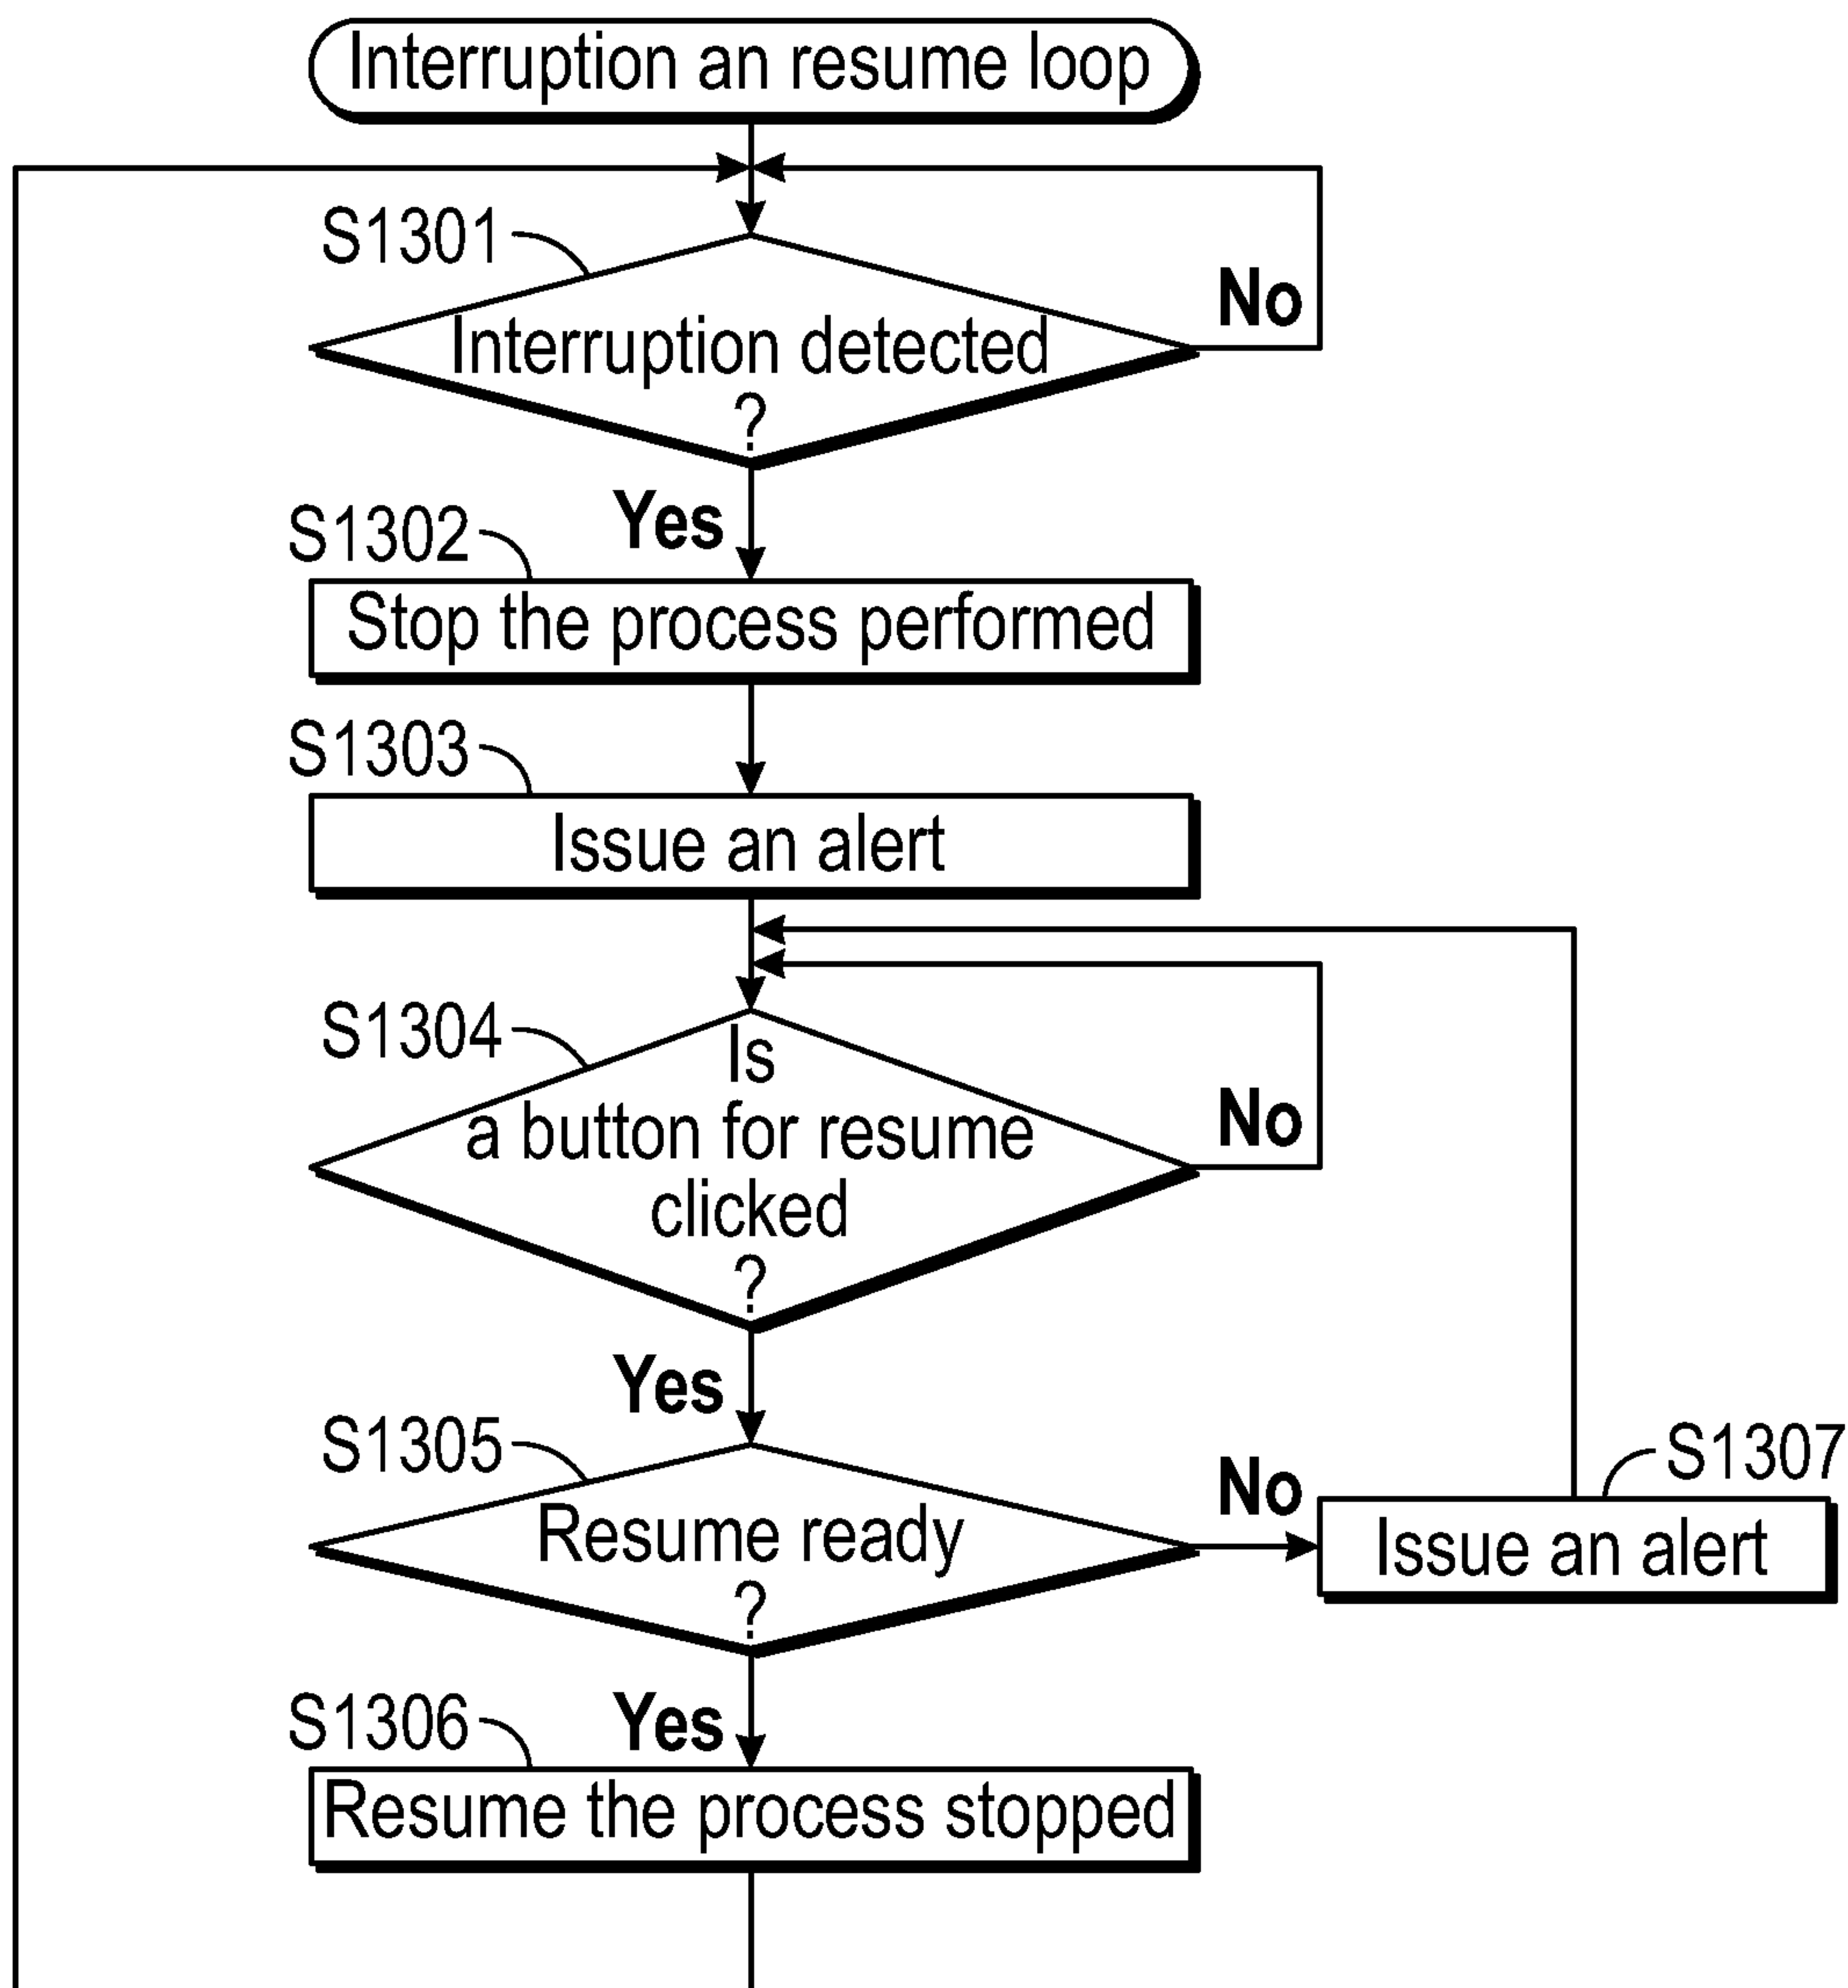 Interruption an resume loop
S1301
No
Interruption detected
?
Yes
S1302
Stop the process performed
S1303
Issue an alert
S1304
Is
a button for resume
clicked
?
No
Yes
S1305
Resume ready
?
No
S1307
Issue an alert
Yes
S1306
Resume the process stopped